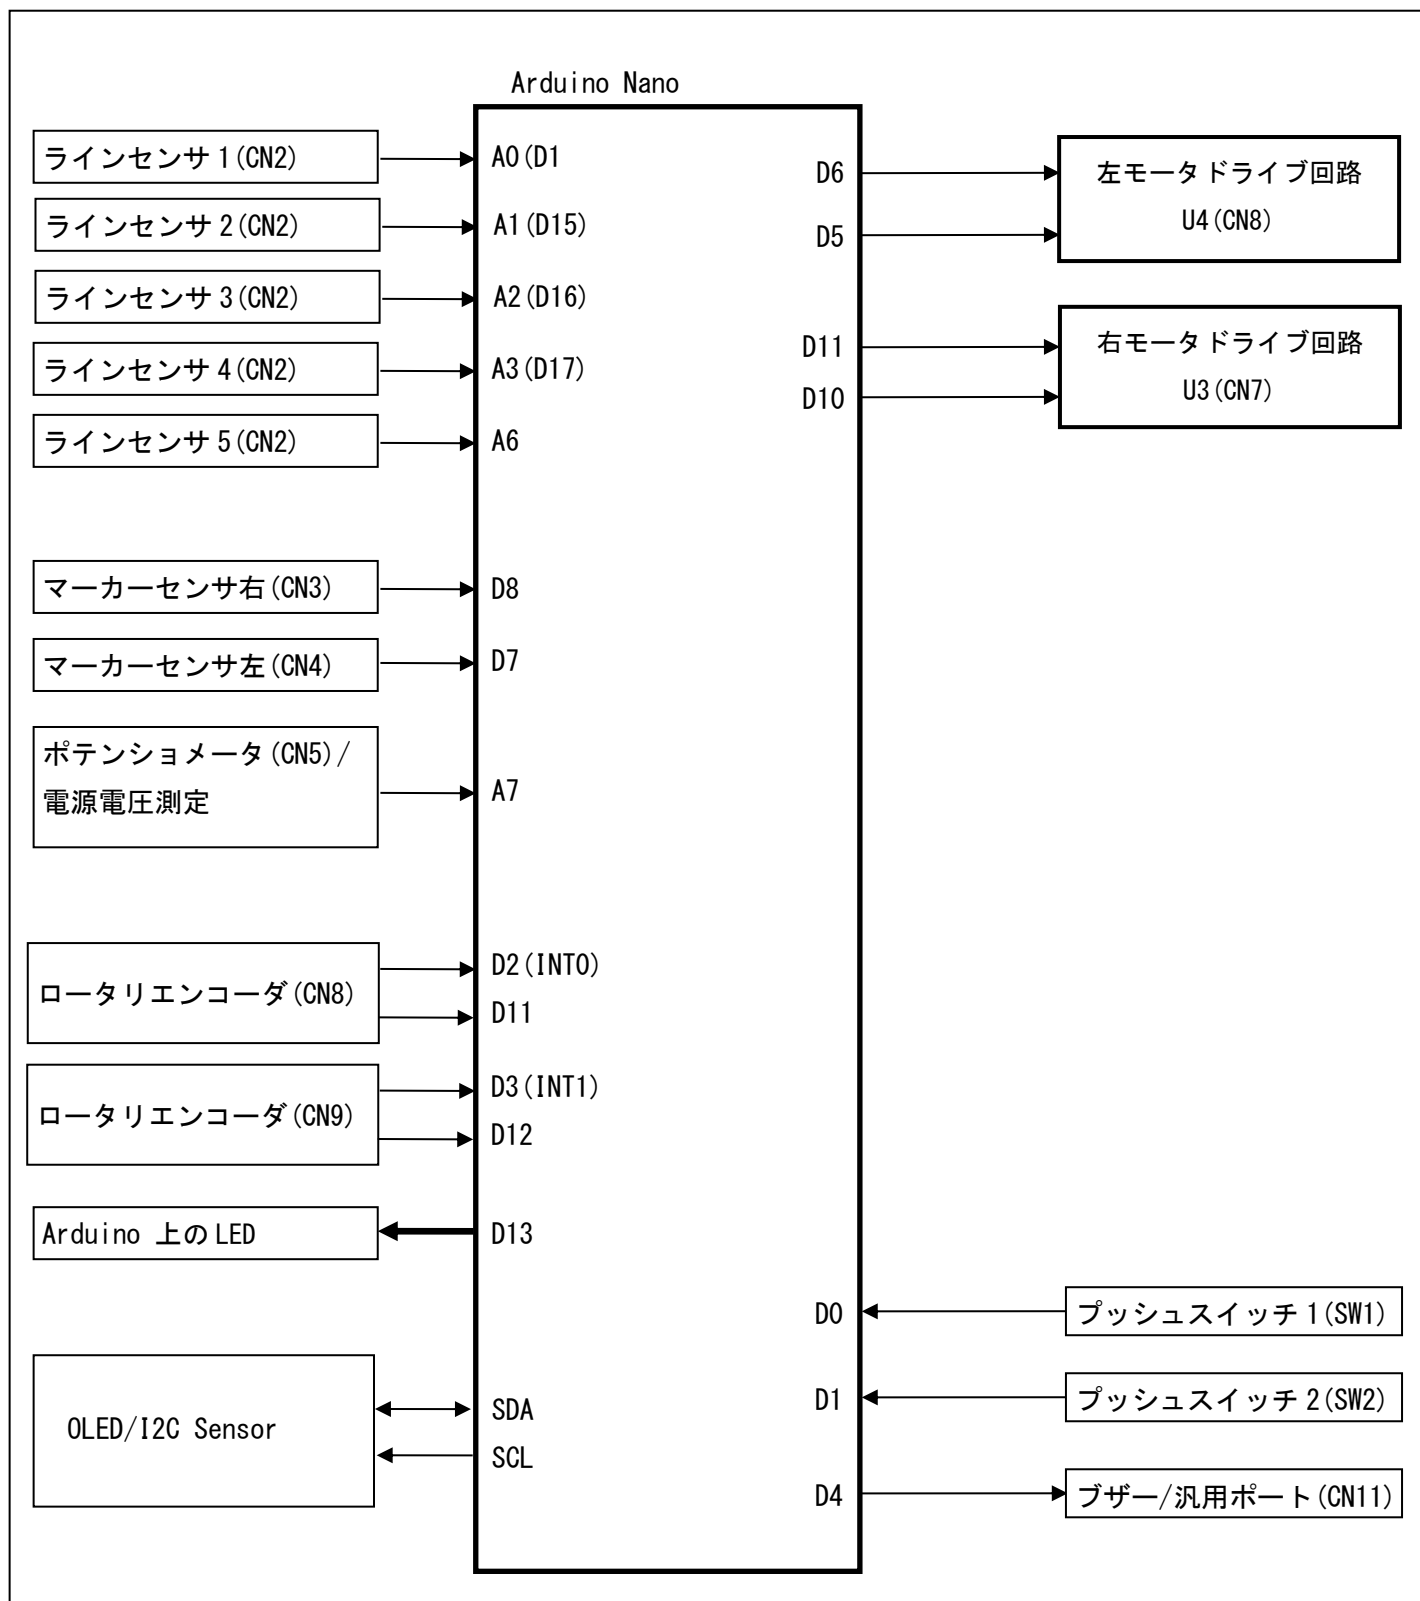 Arduino Nano
ラインセンサ 1(CN2)
A0(D1
ラインセンサ 2(CN2)
A1(D15)
ラインセンサ 3(CN2)
A2(D16)
ラインセンサ 4(CN2)
A3(D17)
ラインセンサ 5(CN2)
A6
マーカーセンサ右(CN3)
D8
マーカーセンサ左(CN4)
D7
ポテンショメータ(CN5)/
電源電圧測定
A7
ロータリエンコーダ(CN8)
D2(INT0)
D11
ロータリエンコーダ(CN9)
D3(INT1)
D12
Arduino 上の LED
D13
OLED/I2C Sensor
SDA
SCL
D6
D5
左モータドライブ回路
U4(CN8)
D11
D10
右モータドライブ回路
U3(CN7)
D0
プッシュスイッチ 1(SW1)
D1
プッシュスイッチ 2(SW2)
D4
ブザー/汎用ポート(CN11)